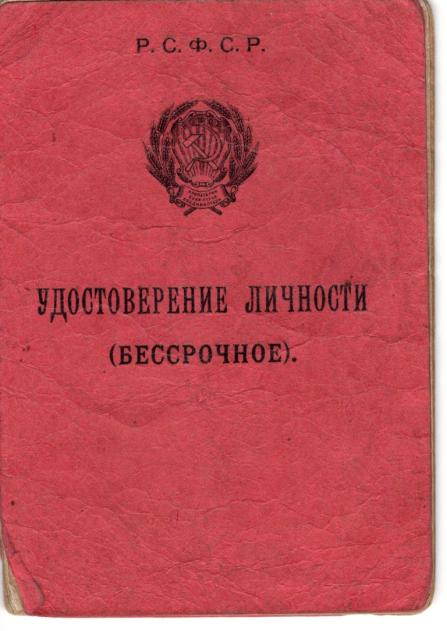 Р. С. Ф. С. Р.
УДОСТОВЕРЕНИЕ ЛИЧНОСТИ
(БЕССРОЧНОЕ).